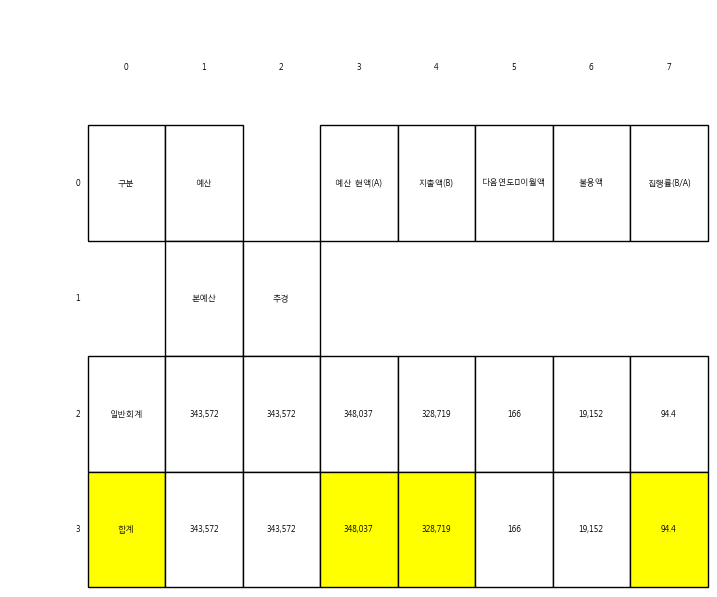 0 1 2 3 4 5 6 7
0 구분 예산 예산 현액(A) 지출액(B) 다음연도이월액 불용액 집행률(B/A)
1 본예산 추경
2 일반회계 343,572 343,572 348,037 328,719 166 19,152 94.4
3 합계 343,572 343,572 348,037 328,719 166 19,152 94.4